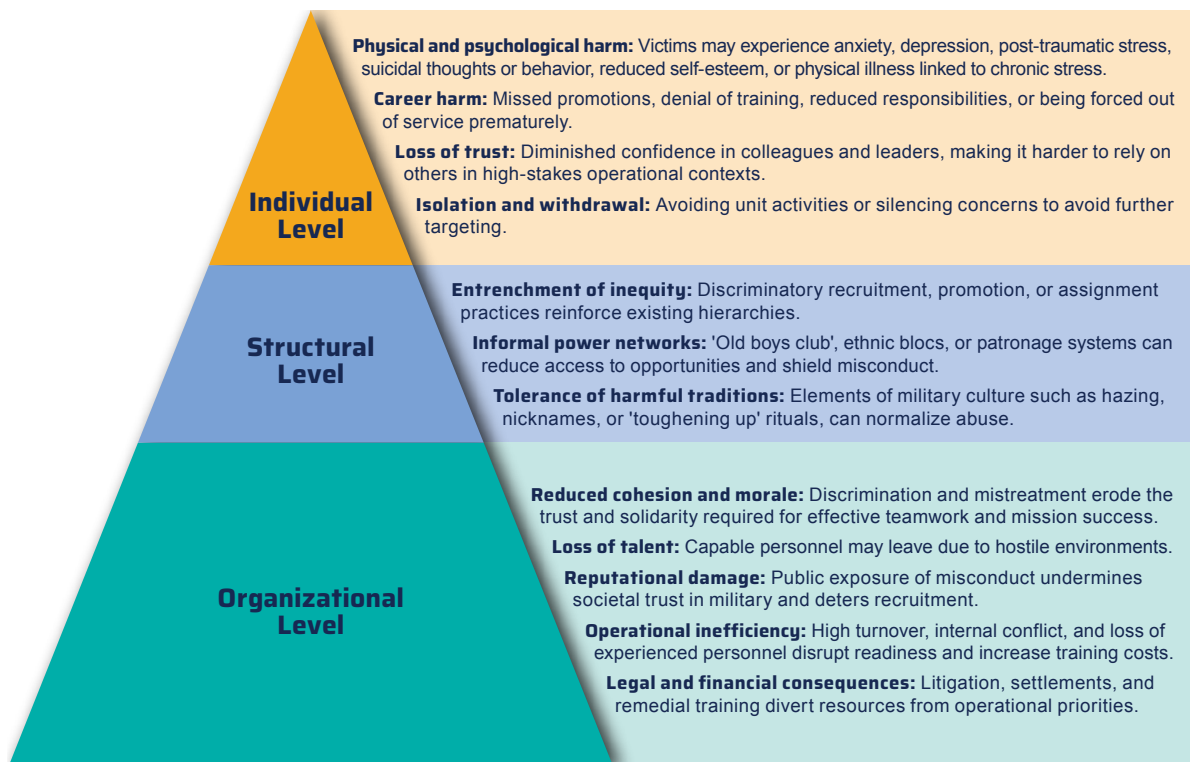 Physical and psychological harm: Victims may experience anxiety, depression, post-traumatic stress,
suicidal thoughts or behavior, reduced self-esteem, or physical illness linked to chronic stress.
Career harm: Missed promotions, denial of training, reduced responsibilities, or being forced out
of service prematurely.
Loss of trust: Diminished confidence in colleagues and leaders, making it harder to rely on
others in high-stakes operational contexts.
Individual
Level
Isolation and withdrawal: Avoiding unit activities or silencing concerns to avoid further
targeting.
Entrenchment of inequity: Discriminatory recruitment, promotion, or assignment
practices reinforce existing hierarchies.
Structural
Level
Informal power networks: 'Old boys club', ethnic blocs, or patronage systems can
reduce access to opportunities and shield misconduct.
Tolerance of harmful traditions: Elements of military culture such as hazing,
nicknames, or 'toughening up' rituals, can normalize abuse.
Reduced cohesion and morale: Discrimination and mistreatment erode the
trust and solidarity required for effective teamwork and mission success.
Loss of talent: Capable personnel may leave due to hostile environments.
Organizational
Level
Reputational damage: Public exposure of misconduct undermines
societal trust in military and deters recruitment.
Operational inefficiency: High turnover, internal conflict, and loss of
experienced personnel disrupt readiness and increase training costs.
Legal and financial consequences: Litigation, settlements, and
remedial training divert resources from operational priorities.